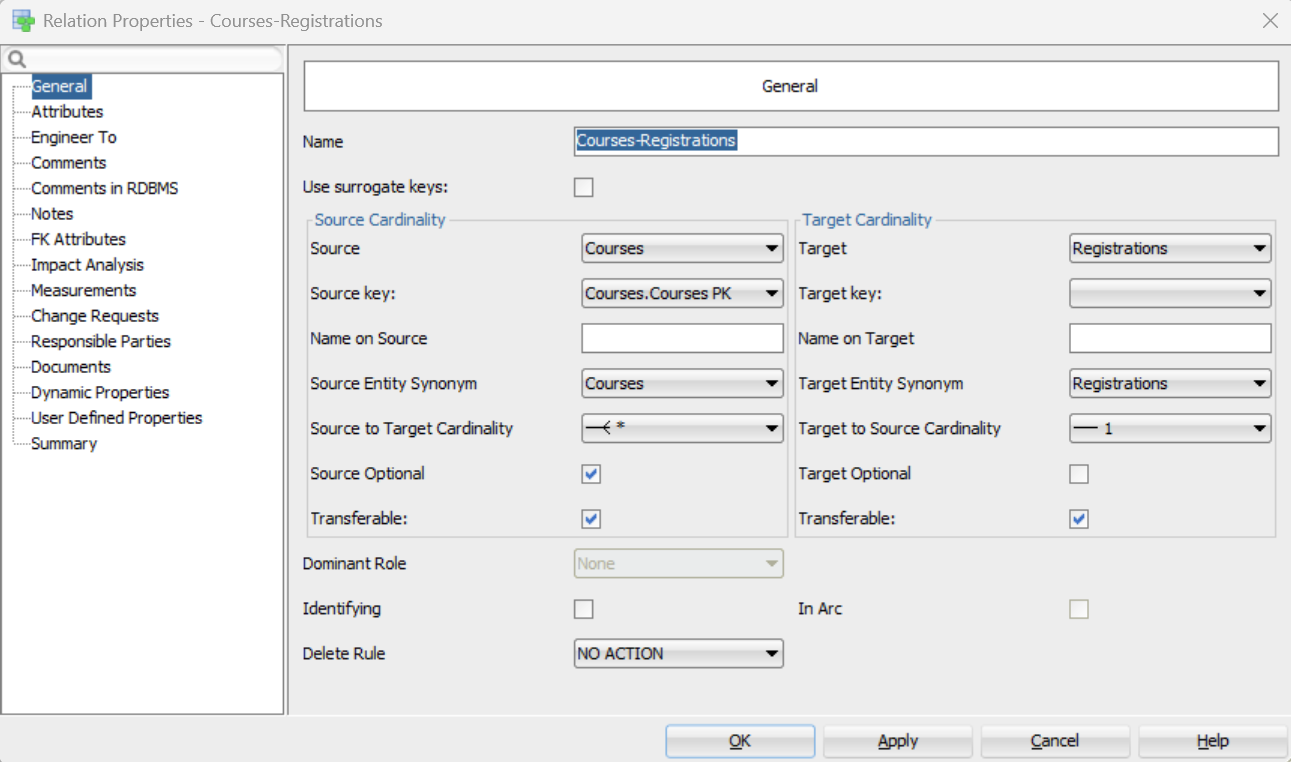 Relation Properties - Courses-Registrations
General
Attributes
Engineer To
Comments
Comments in RDBMS
Notes
FK Attributes
Impact Analysis
Measurements
Change Requests
Responsible Parties
Documents
Dynamic Properties
User Defined Properties
Summary
General
Name Courses-Registrations
Use surrogate keys:
Source Cardinality
Source Courses
Source key: Courses.Courses PK
Name on Source
Source Entity Synonym Courses
Source to Target Cardinality *
Source Optional
Transferable:
Target Cardinality
Target Registrations
Target key:
Name on Target
Target Entity Synonym Registrations
Target to Source Cardinality 1
Target Optional
Transferable:
Dominant Role None
Identifying In Arc
Delete Rule NO ACTION
OK Apply Cancel Help